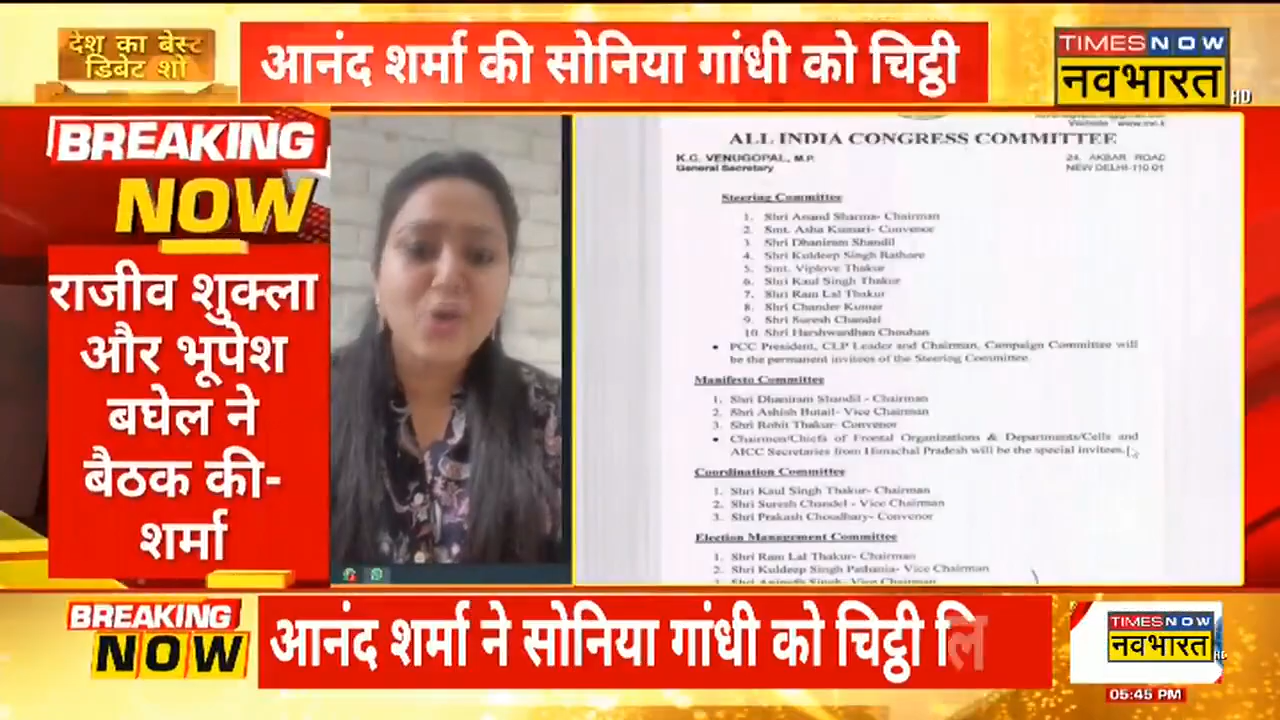 देश का बेस्ट
डिबेट शो
आनंद शर्मा की सोनिया गांधी को चिट्ठी
TIMES NOW
नवभारत
HD
BREAKING
NOW
राजीव शुक्ला
और भूपेश
बघेल ने
बैठक की-
शर्मा
ALL INDIA CONGRESS COMMITTEE
K.C. VENUGOPAL, M.P.
General Secretary
24, AKBAR ROAD
NEW DELHI-110 01
Steering Committee
1. Shri Anand Sharma- Chairman
2. Smt. Asha Kumari- Convenor
3. Shri Dhaniram Shandil
4. Shri Kuldeep Singh Rathore
5. Smt. Viplove Thakur
6. Shri Kaul Singh Thakur
7. Shri Ram Lal Thakur
8. Shri Chander Kumar
9. Shri Suresh Chandel
10. Shri Harshwardhan Chouhan
• PCC President, CLP Leader and Chairman, Campaign Committee will
be the permanent invitees of the Steering Committee.
Manifesto Committee
1. Shri Dhaniram Shandil - Chairman
2. Shri Ashish Butail- Vice Chairman
3. Shri Rohit Thakur- Convenor
• Chairmen/Chiefs of Frontal Organizations & Departments/Cells and
AICC Secretaries from Himachal Pradesh will be the special invitees.
Coordination Committee
1. Shri Kaul Singh Thakur- Chairman
2. Shri Suresh Chandel - Vice Chairman
3. Shri Prakash Choudhary- Convenor
Election Management Committee
1. Shri Ram Lal Thakur- Chairman
2. Shri Kuldeep Singh Pathania- Vice Chairman
BREAKING
NOW
आनंद शर्मा ने सोनिया गांधी को चिट्ठी लि
TIMES NOW
नवभारत
HD
05:45 PM